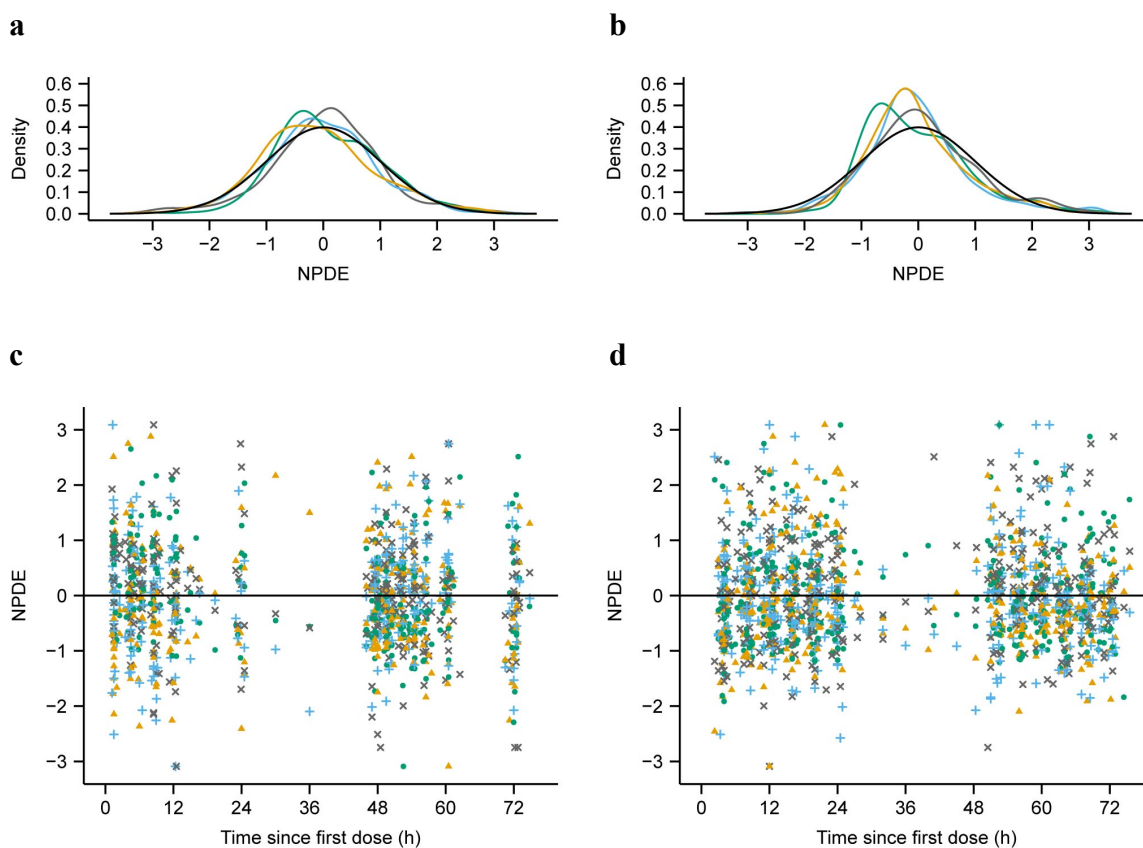 a
b
0.6
0.5
0.4
0.3
0.2
0.1
0.0
Density
−3 −2 −1 0 1 2 3
NPDE
0.6
0.5
0.4
0.3
0.2
0.1
0.0
Density
−3 −2 −1 0 1 2 3
NPDE
c
d
3
2
1
0
−1
−2
−3
NPDE
0 12 24 36 48 60 72
Time since first dose (h)
3
2
1
0
−1
−2
−3
NPDE
0 12 24 36 48 60 72
Time since first dose (h)